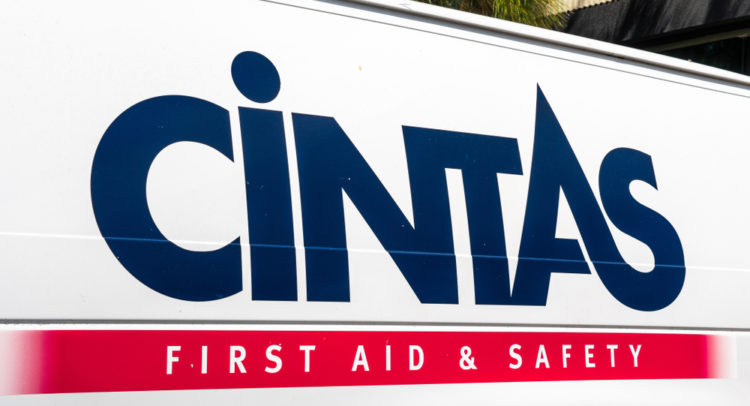 CiNTAS
FIRST AID & SAFETY